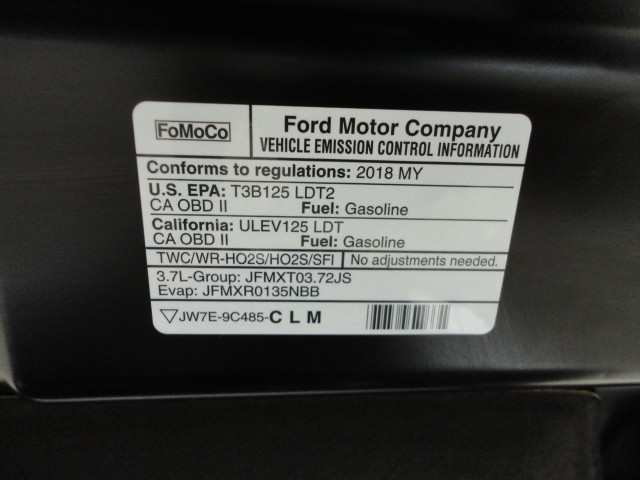 FoMoCo
Ford Motor Company
VEHICLE EMISSION CONTROL INFORMATION
Conforms to regulations: 2018 MY
U.S. EPA: T3B125 LDT2
CA OBD II Fuel: Gasoline
California: ULEV125 LDT
CA OBD II Fuel: Gasoline
TWC/WR-HO2S/HO2S/SFI No adjustments needed.
3.7L-Group: JFMXT03.72JS
Evap: JFMXR0135NBB
JW7E-9C485-C L M